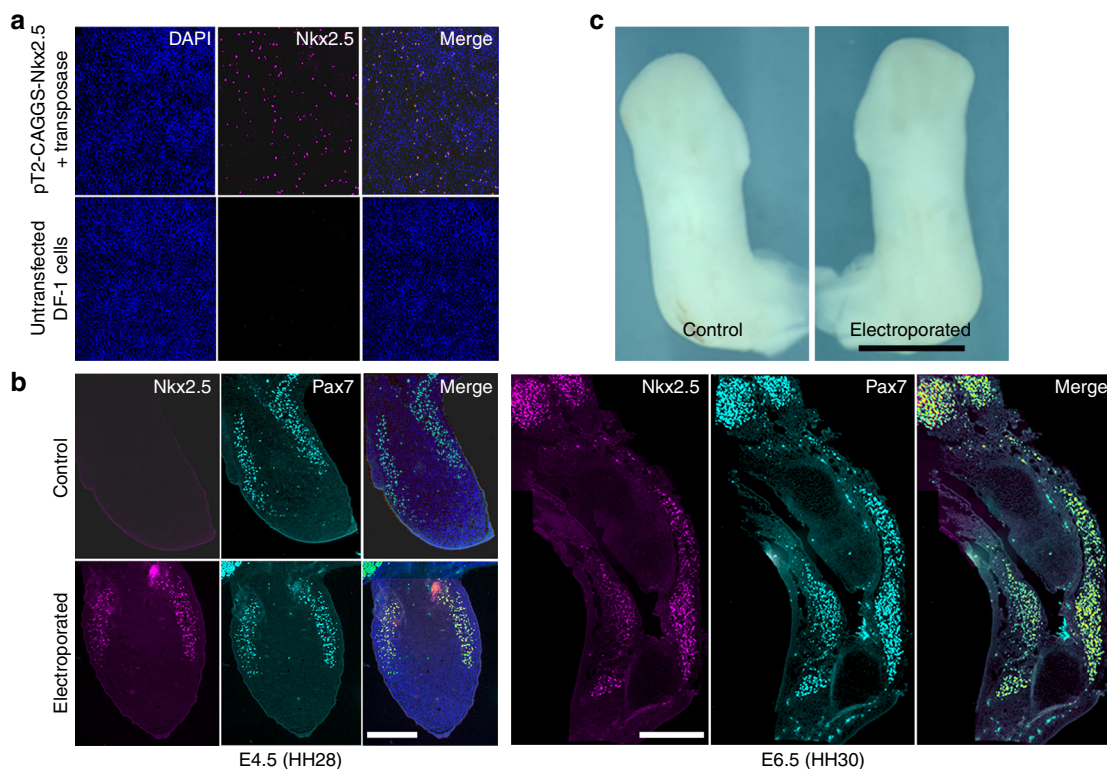 a
pT2-CAGGS-Nkx2.5
+ transposase
DAPI
Nkx2.5
Merge
Untransfected
DF-1 cells
c
Control
Electroporated
b
Nkx2.5
Pax7
Merge
Control
Electroporated
E4.5 (HH28)
Nkx2.5
Pax7
Merge
E6.5 (HH30)